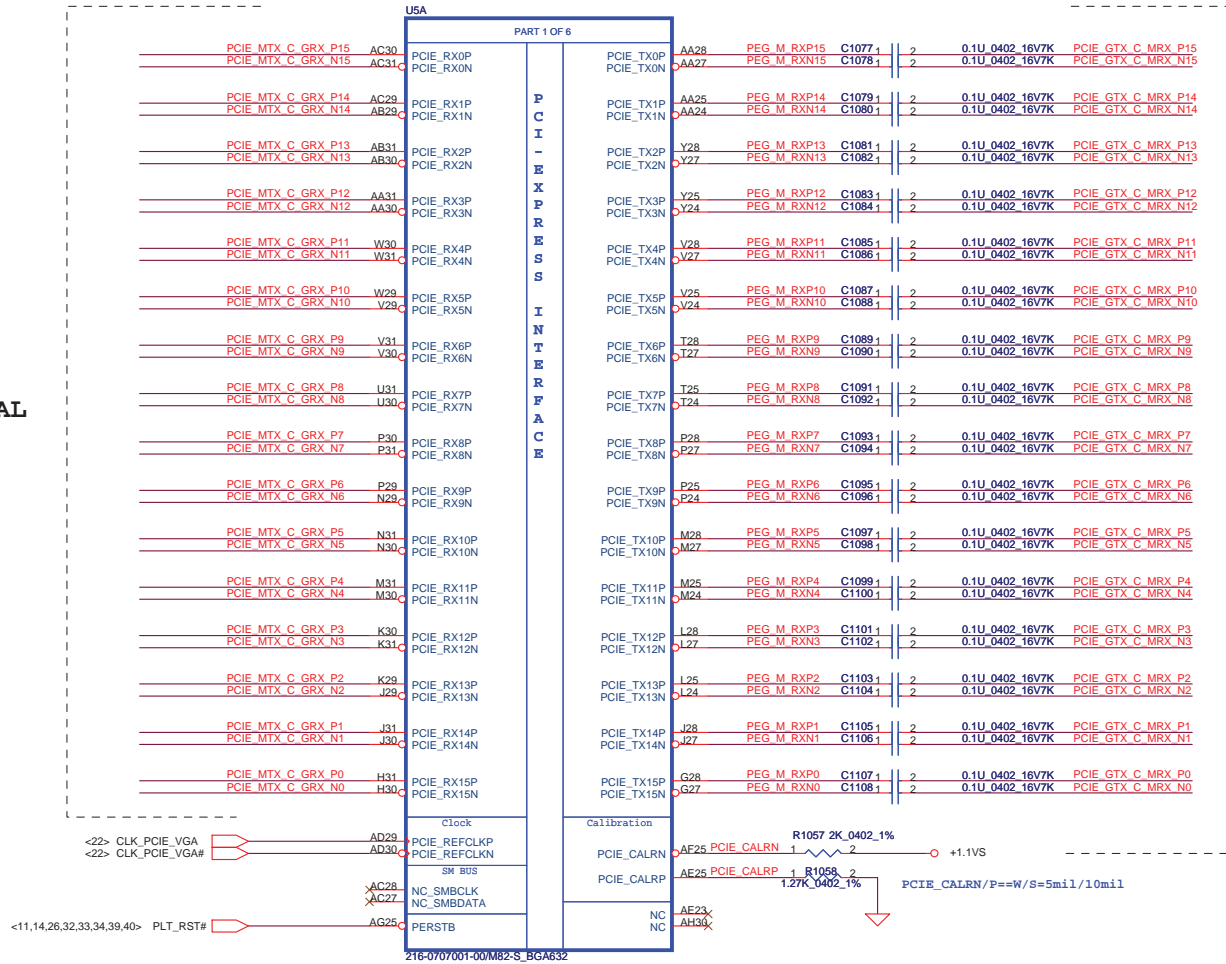 U5A
PART 1 OF 6
PCIE_MTX_C_GRX_P15 AC30 PCIE_RX0P PCIE_TX0P AA28 PEG_M_RXP15 C1077 1 2 0.1U_0402_16V7K PCIE_GTX_C_MRX_P15
PCIE_MTX_C_GRX_N15 AC31 PCIE_RX0N PCIE_TX0N AA27 PEG_M_RXN15 C1078 1 2 0.1U_0402_16V7K PCIE_GTX_C_MRX_N15
PCIE_MTX_C_GRX_P14 AC29 PCIE_RX1P PCIE_TX1P AA25 PEG_M_RXP14 C1079 1 2 0.1U_0402_16V7K PCIE_GTX_C_MRX_P14
PCIE_MTX_C_GRX_N14 AB29 PCIE_RX1N PCIE_TX1N AA24 PEG_M_RXN14 C1080 1 2 0.1U_0402_16V7K PCIE_GTX_C_MRX_N14
PCIE_MTX_C_GRX_P13 AB31 PCIE_RX2P PCIE_TX2P Y28 PEG_M_RXP13 C1081 1 2 0.1U_0402_16V7K PCIE_GTX_C_MRX_P13
PCIE_MTX_C_GRX_N13 AB30 PCIE_RX2N PCIE_TX2N Y27 PEG_M_RXN13 C1082 1 2 0.1U_0402_16V7K PCIE_GTX_C_MRX_N13
PCIE_MTX_C_GRX_P12 AA31 PCIE_RX3P PCIE_TX3P Y25 PEG_M_RXP12 C1083 1 2 0.1U_0402_16V7K PCIE_GTX_C_MRX_P12
PCIE_MTX_C_GRX_N12 AA30 PCIE_RX3N PCIE_TX3N Y24 PEG_M_RXN12 C1084 1 2 0.1U_0402_16V7K PCIE_GTX_C_MRX_N12
PCIE_MTX_C_GRX_P11 W30 PCIE_RX4P PCIE_TX4P V28 PEG_M_RXP11 C1085 1 2 0.1U_0402_16V7K PCIE_GTX_C_MRX_P11
PCIE_MTX_C_GRX_N11 W31 PCIE_RX4N PCIE_TX4N V27 PEG_M_RXN11 C1086 1 2 0.1U_0402_16V7K PCIE_GTX_C_MRX_N11
PCIE_MTX_C_GRX_P10 W29 PCIE_RX5P PCIE_TX5P V25 PEG_M_RXP10 C1087 1 2 0.1U_0402_16V7K PCIE_GTX_C_MRX_P10
PCIE_MTX_C_GRX_N10 V29 PCIE_RX5N PCIE_TX5N V24 PEG_M_RXN10 C1088 1 2 0.1U_0402_16V7K PCIE_GTX_C_MRX_N10
PCIE_MTX_C_GRX_P9 V31 PCIE_RX6P PCIE_TX6P T28 PEG_M_RXP9 C1089 1 2 0.1U_0402_16V7K PCIE_GTX_C_MRX_P9
PCIE_MTX_C_GRX_N9 V30 PCIE_RX6N PCIE_TX6N T27 PEG_M_RXN9 C1090 1 2 0.1U_0402_16V7K PCIE_GTX_C_MRX_N9
PCIE_MTX_C_GRX_P8 U31 PCIE_RX7P PCIE_TX7P T25 PEG_M_RXP8 C1091 1 2 0.1U_0402_16V7K PCIE_GTX_C_MRX_P8
PCIE_MTX_C_GRX_N8 U30 PCIE_RX7N PCIE_TX7N T24 PEG_M_RXN8 C1092 1 2 0.1U_0402_16V7K PCIE_GTX_C_MRX_N8
AL
PCIE_MTX_C_GRX_P7 P30 PCIE_RX8P PCIE_TX8P P28 PEG_M_RXP7 C1093 1 2 0.1U_0402_16V7K PCIE_GTX_C_MRX_P7
PCIE_MTX_C_GRX_N7 P31 PCIE_RX8N PCIE_TX8N P27 PEG_M_RXN7 C1094 1 2 0.1U_0402_16V7K PCIE_GTX_C_MRX_N7
PCIE_MTX_C_GRX_P6 P29 PCIE_RX9P PCIE_TX9P P25 PEG_M_RXP6 C1095 1 2 0.1U_0402_16V7K PCIE_GTX_C_MRX_P6
PCIE_MTX_C_GRX_N6 N29 PCIE_RX9N PCIE_TX9N P24 PEG_M_RXN6 C1096 1 2 0.1U_0402_16V7K PCIE_GTX_C_MRX_N6
PCIE_MTX_C_GRX_P5 N31 PCIE_RX10P PCIE_TX10P M28 PEG_M_RXP5 C1097 1 2 0.1U_0402_16V7K PCIE_GTX_C_MRX_P5
PCIE_MTX_C_GRX_N5 N30 PCIE_RX10N PCIE_TX10N M27 PEG_M_RXN5 C1098 1 2 0.1U_0402_16V7K PCIE_GTX_C_MRX_N5
PCIE_MTX_C_GRX_P4 M31 PCIE_RX11P PCIE_TX11P M25 PEG_M_RXP4 C1099 1 2 0.1U_0402_16V7K PCIE_GTX_C_MRX_P4
PCIE_MTX_C_GRX_N4 M30 PCIE_RX11N PCIE_TX11N M24 PEG_M_RXN4 C1100 1 2 0.1U_0402_16V7K PCIE_GTX_C_MRX_N4
PCIE_MTX_C_GRX_P3 K30 PCIE_RX12P PCIE_TX12P L28 PEG_M_RXP3 C1101 1 2 0.1U_0402_16V7K PCIE_GTX_C_MRX_P3
PCIE_MTX_C_GRX_N3 K31 PCIE_RX12N PCIE_TX12N L27 PEG_M_RXN3 C1102 1 2 0.1U_0402_16V7K PCIE_GTX_C_MRX_N3
PCIE_MTX_C_GRX_P2 K29 PCIE_RX13P PCIE_TX13P L25 PEG_M_RXP2 C1103 1 2 0.1U_0402_16V7K PCIE_GTX_C_MRX_P2
PCIE_MTX_C_GRX_N2 J29 PCIE_RX13N PCIE_TX13N L24 PEG_M_RXN2 C1104 1 2 0.1U_0402_16V7K PCIE_GTX_C_MRX_N2
PCIE_MTX_C_GRX_P1 J31 PCIE_RX14P PCIE_TX14P J28 PEG_M_RXP1 C1105 1 2 0.1U_0402_16V7K PCIE_GTX_C_MRX_P1
PCIE_MTX_C_GRX_N1 J30 PCIE_RX14N PCIE_TX14N J27 PEG_M_RXN1 C1106 1 2 0.1U_0402_16V7K PCIE_GTX_C_MRX_N1
PCIE_MTX_C_GRX_P0 H31 PCIE_RX15P PCIE_TX15P G28 PEG_M_RXP0 C1107 1 2 0.1U_0402_16V7K PCIE_GTX_C_MRX_P0
PCIE_MTX_C_GRX_N0 H30 PCIE_RX15N PCIE_TX15N G27 PEG_M_RXN0 C1108 1 2 0.1U_0402_16V7K PCIE_GTX_C_MRX_N0
PCI-EXPRESS INTERFACE
Clock Calibration
<22> CLK_PCIE_VGA AD29 PCIE_REFCLKP
<22> CLK_PCIE_VGA# AD30 PCIE_REFCLKN
R1057 2K_0402_1%
PCIE_CALRN AF25 PCIE_CALRN 1 2 +1.1VS
SM BUS
PCIE_CALRP AE25 PCIE_CALRP 1 R1058 2
1.27K_0402_1%
PCIE_CALRN/P==W/S=5mil/10mil
AC28 NC_SMBCLK
AC27 NC_SMBDATA
NC AE23
NC AH30
<11,14,26,32,33,34,39,40> PLT_RST# AG25 PERSTB
216-0707001-00/M82-S_BGA632